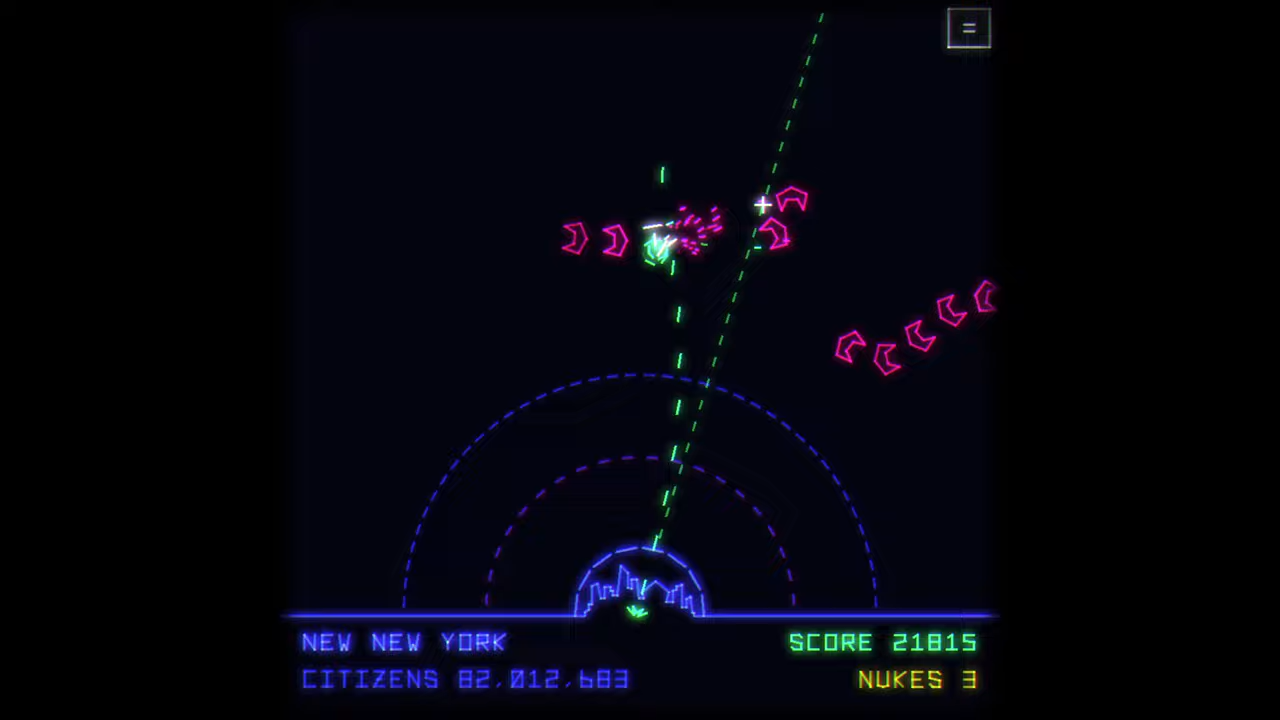 NEW NEW YORK
SCORE 21815
CITIZENS 82,012,683
NUKES 3